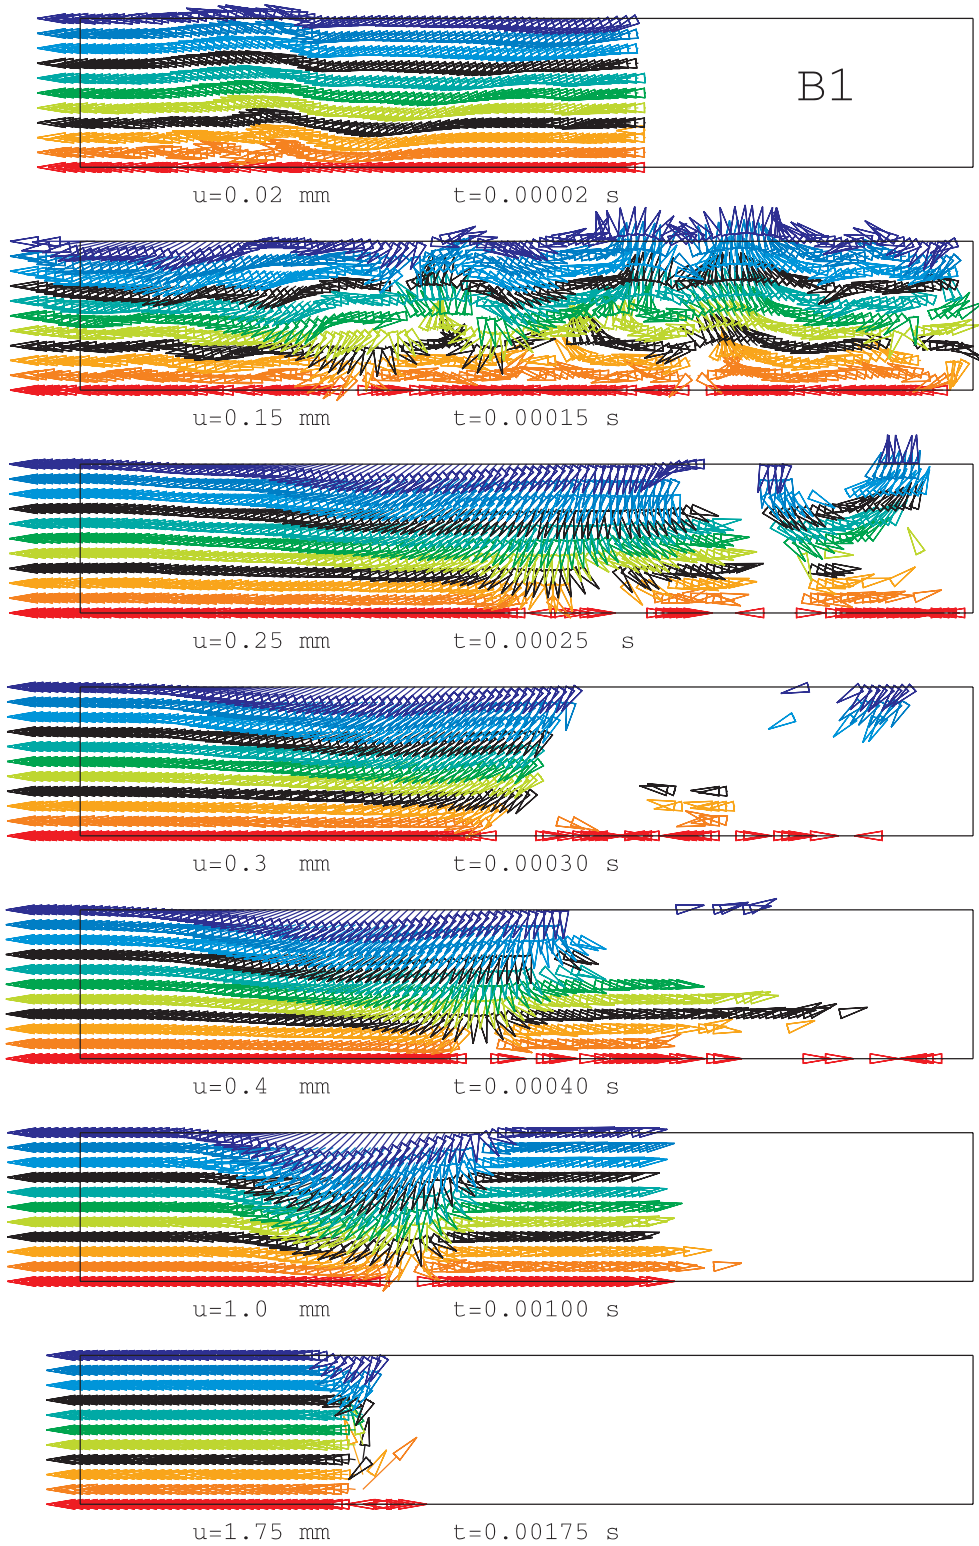 B1
u=0.02 mm t=0.00002 s
u=0.15 mm t=0.00015 s
u=0.25 mm t=0.00025 s
u=0.3 mm t=0.00030 s
u=0.4 mm t=0.00040 s
u=1.0 mm t=0.00100 s
u=1.75 mm t=0.00175 s